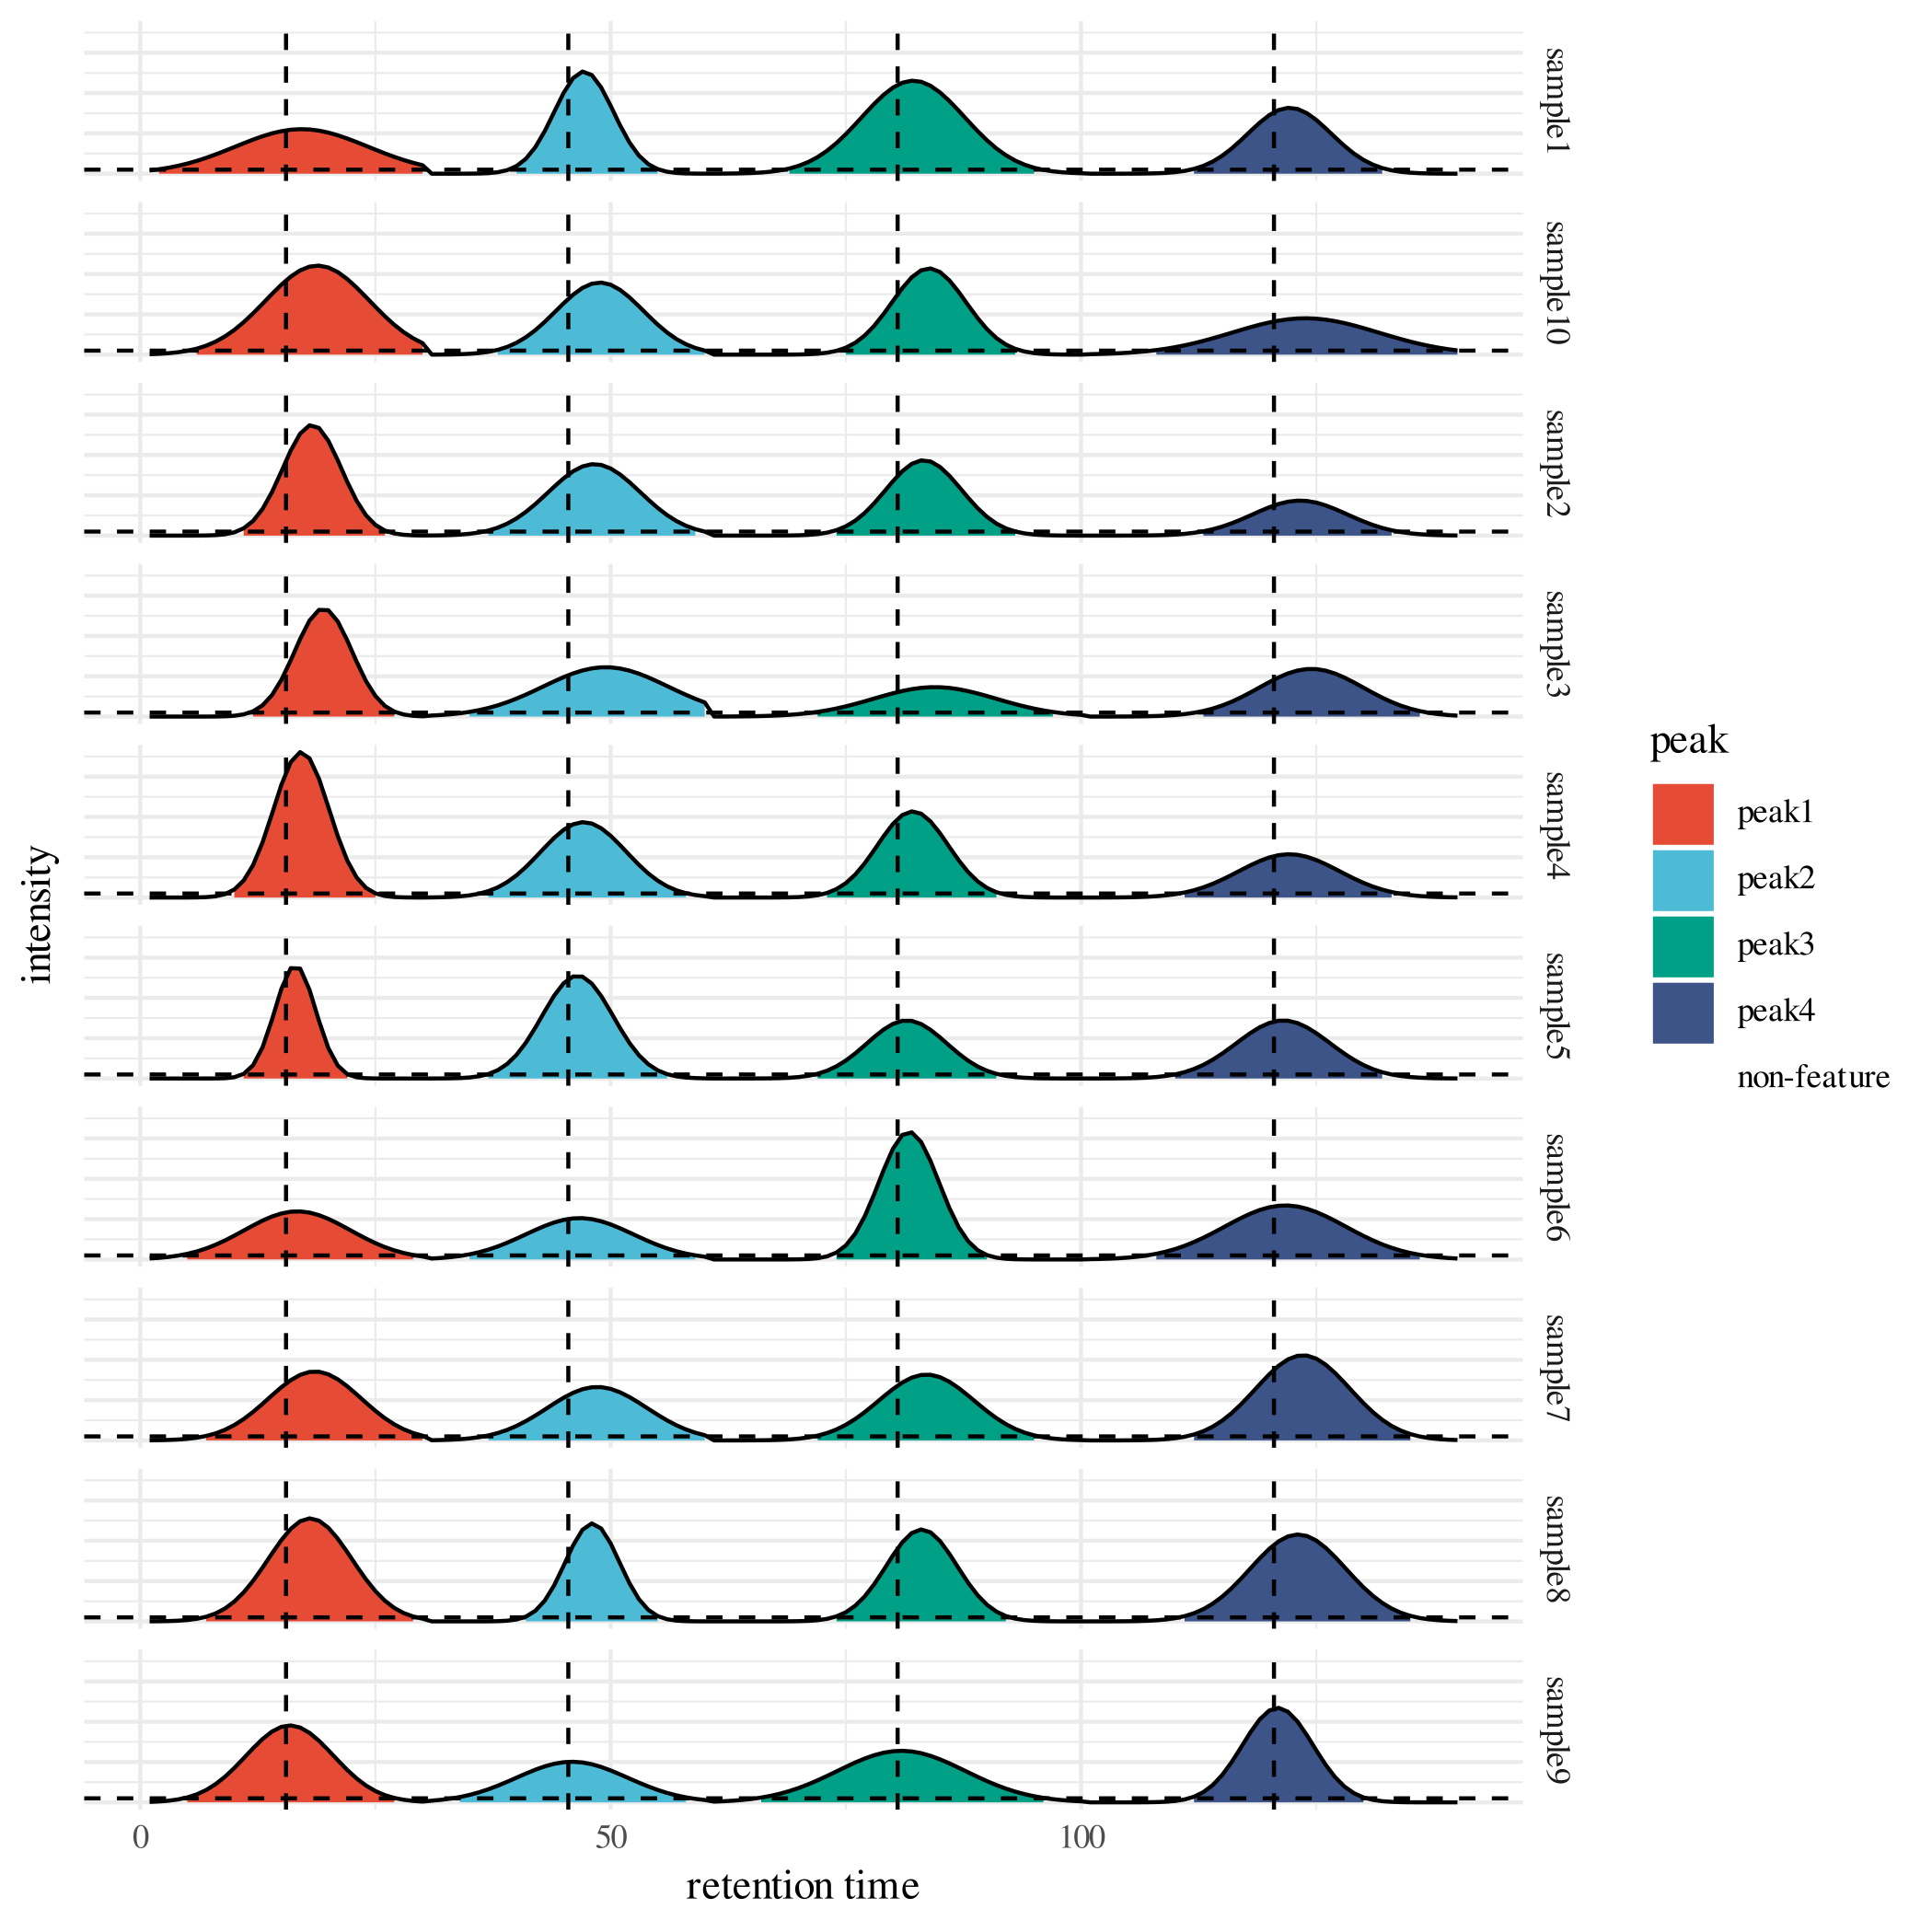 sample1
sample10
sample2
sample3
sample4
sample5
sample6
sample7
sample8
sample9
intensity
peak
peak1
peak2
peak3
peak4
non-feature
0 50 100
retention time